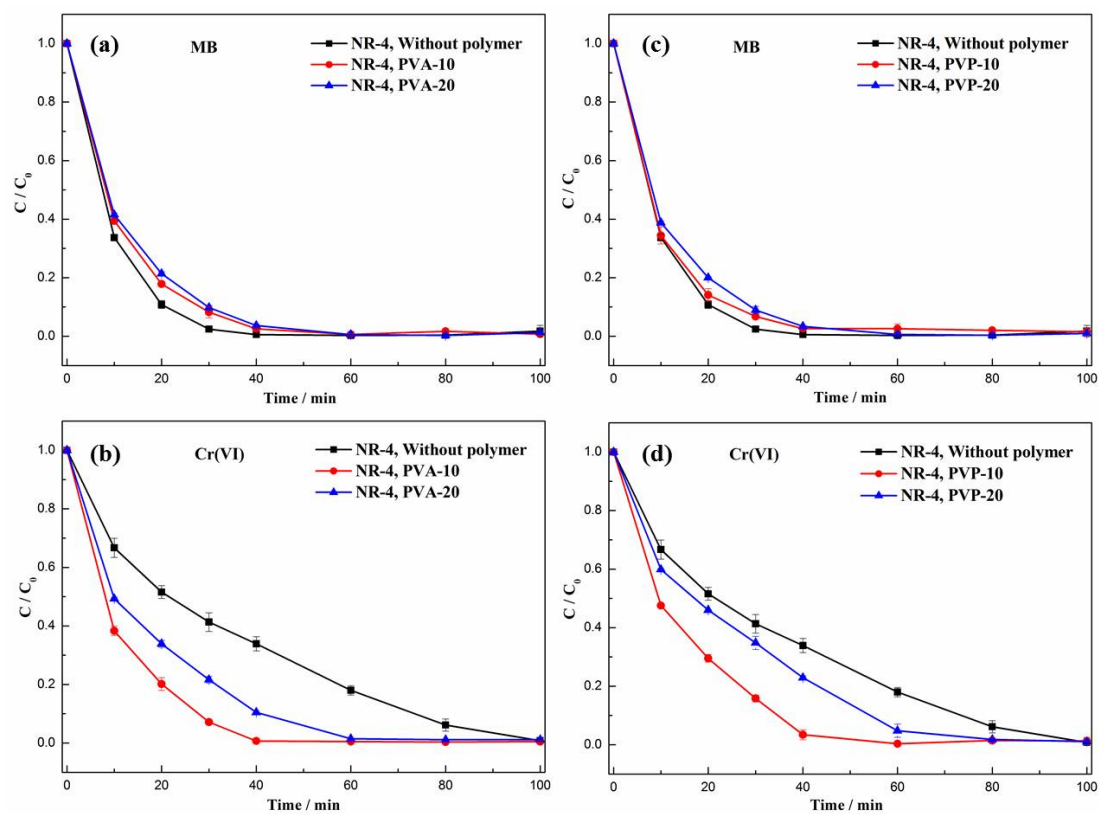 (a)
MB
NR-4, Without polymer
NR-4, PVA-10
NR-4, PVA-20
1.0
0.8
0.6
0.4
0.2
0.0
C / C0
0
20
40
60
80
100
Time / min
(c)
MB
NR-4, Without polymer
NR-4, PVP-10
NR-4, PVP-20
1.0
0.8
0.6
0.4
0.2
0.0
C / C0
0
20
40
60
80
100
Time / min
(b)
Cr(VI)
NR-4, Without polymer
NR-4, PVA-10
NR-4, PVA-20
1.0
0.8
0.6
0.4
0.2
0.0
C / C0
0
20
40
60
80
100
Time / min
(d)
Cr(VI)
NR-4, Without polymer
NR-4, PVP-10
NR-4, PVP-20
1.0
0.8
0.6
0.4
0.2
0.0
C / C0
0
20
40
60
80
100
Time / min